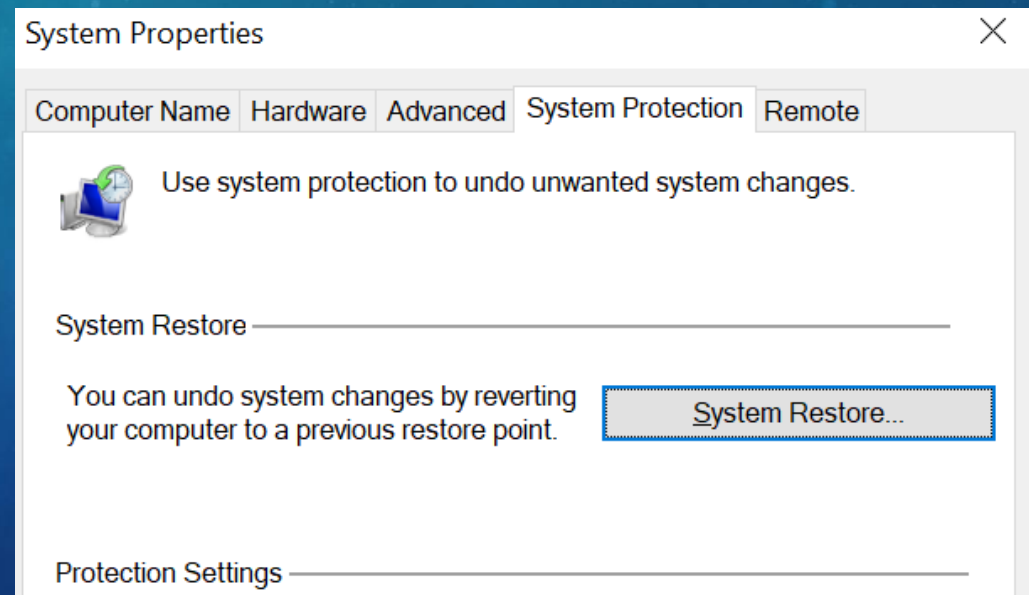 System Properties
Computer Name Hardware Advanced System Protection Remote
Use system protection to undo unwanted system changes.
System Restore
You can undo system changes by reverting
your computer to a previous restore point.
System Restore...
Protection Settings